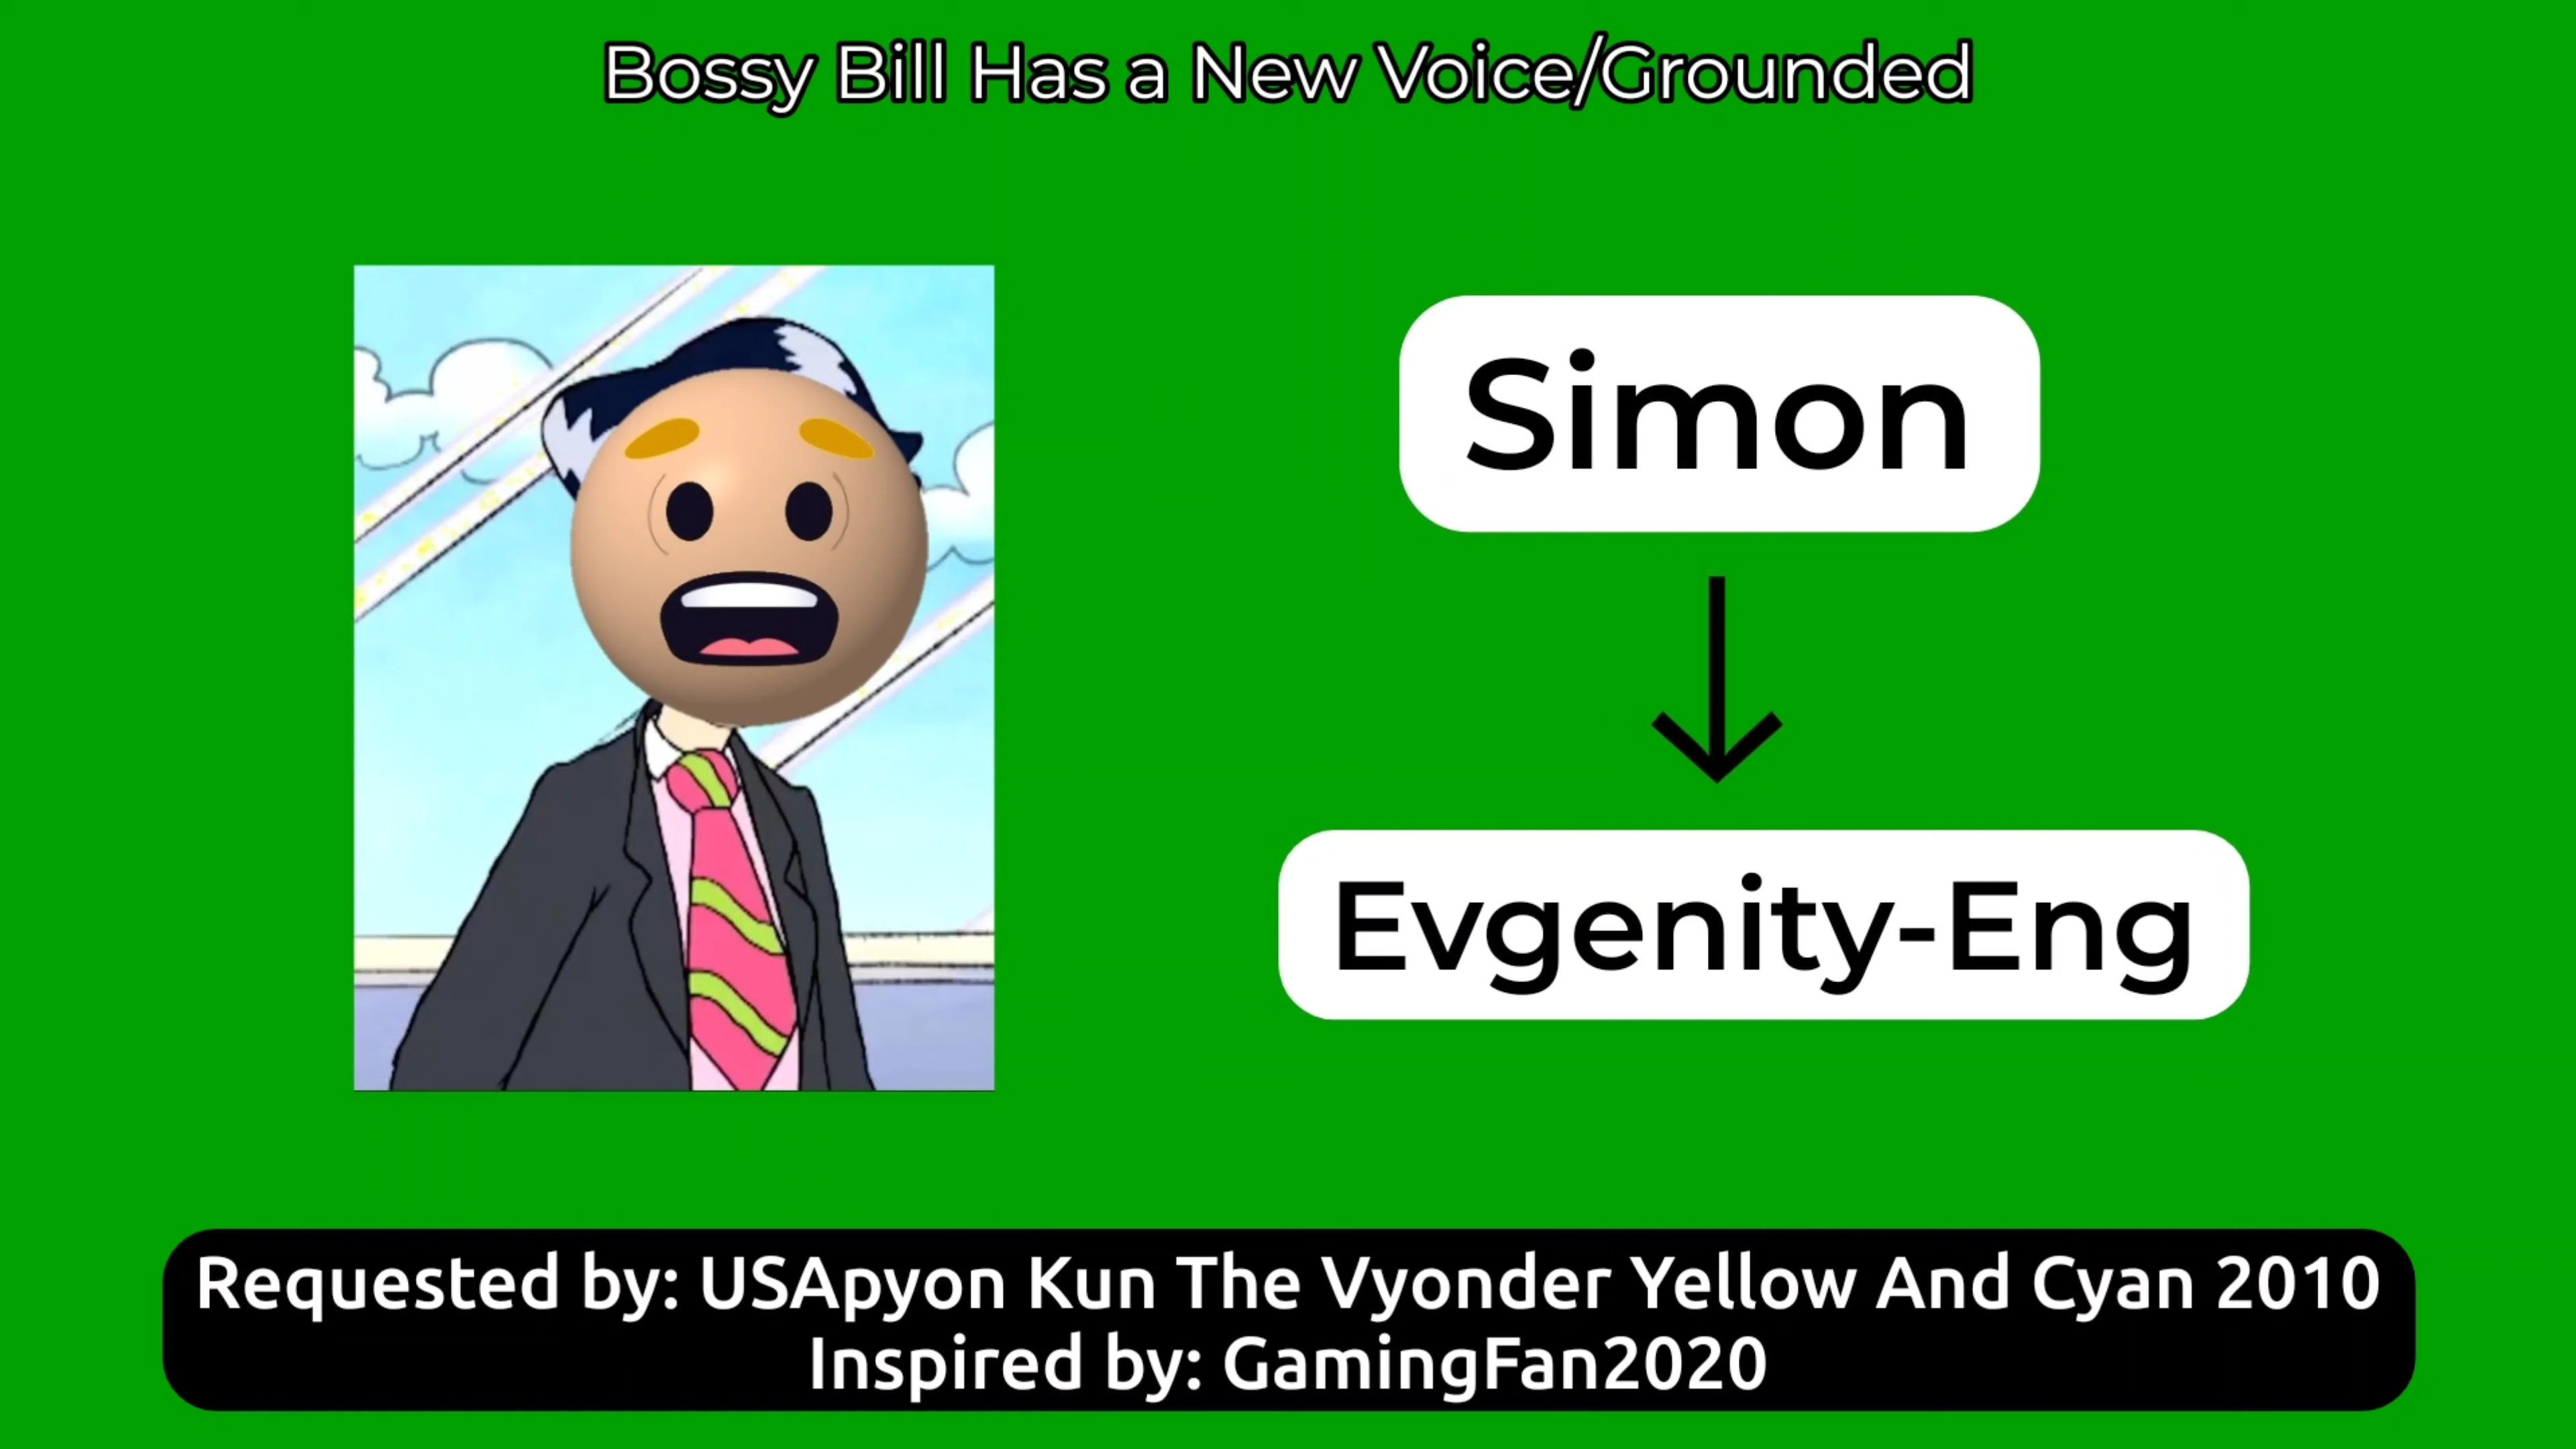 Bossy Bill Has a New Voice/Grounded
Simon
Evgenity-Eng
Requested by: USApyon Kun The Vyonder Yellow And Cyan 2010
Inspired by: GamingFan2020